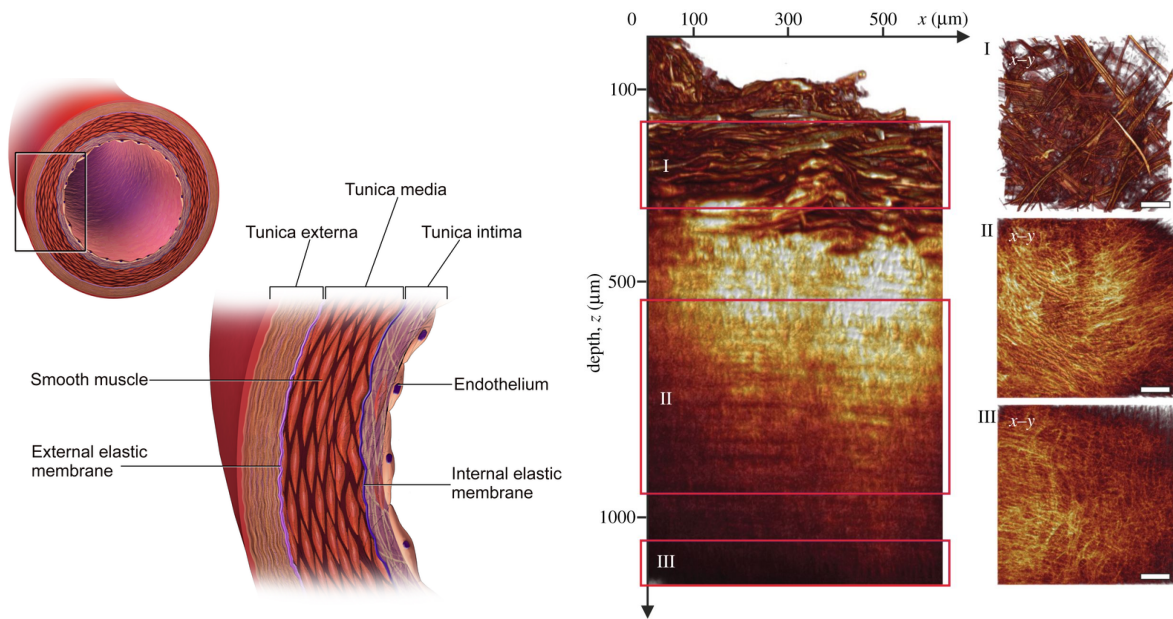 Tunica media
Tunica externa
Tunica intima
Smooth muscle
Endothelium
External elastic
membrane
Internal elastic
membrane
0
100
300
500
x (μm)
100
500
1000
depth, z (μm)
I
II
III
I
x–y
II
x–y
III
x–y